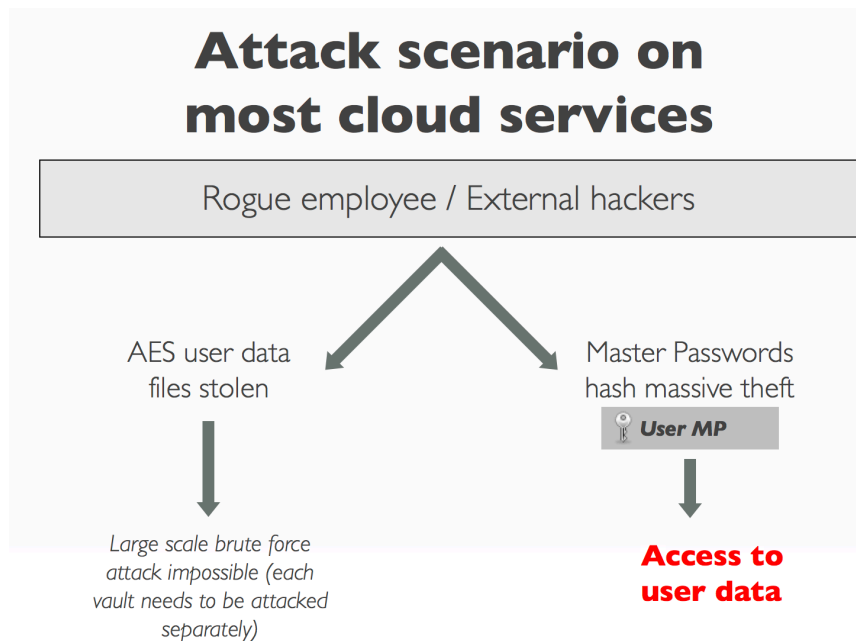 Attack scenario on
most cloud services
Rogue employee / External hackers
AES user data
files stolen
Master Passwords
hash massive theft
User MP
Large scale brute force
attack impossible (each
vault needs to be attacked
separately)
Access to
user data